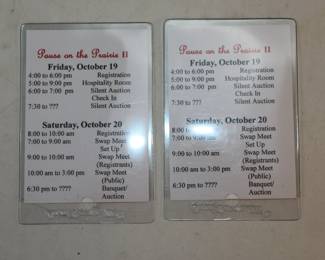 Pause on the Prairie II
Friday, October 19
4:00 to 6:00 pm Registration
5:00 to 9:00 pm Hospitality Room
6:00 to 7:00 pm Silent Auction
Check In
7:30 to ??? Silent Auction
Saturday, October 20
8:00 to 10:00 am Registration
7:00 to 9:00 am Swap Meet
Set Up
9:00 to 10:00 am Swap Meet
(Registrants)
10:00 am to 3:00 pm Swap Meet
(Public)
6:30 pm to ???? Banquet/
Auction
Pause on the Prairie II
Friday, October 19
4:00 to 6:00 pm Registration
5:00 to 9:00 pm Hospitality Room
6:00 to 7:00 pm Silent Auction
Check In
7:30 to ??? Silent Auction
Saturday, October 20
8:00 to 10:00 am Registration
7:00 to 9:00 am Swap Meet
Set Up
9:00 to 10:00 am Swap Meet
(Registrants)
10:00 am to 3:00 pm Swap Meet
(Public)
6:30 pm to ???? Banquet/
Auction